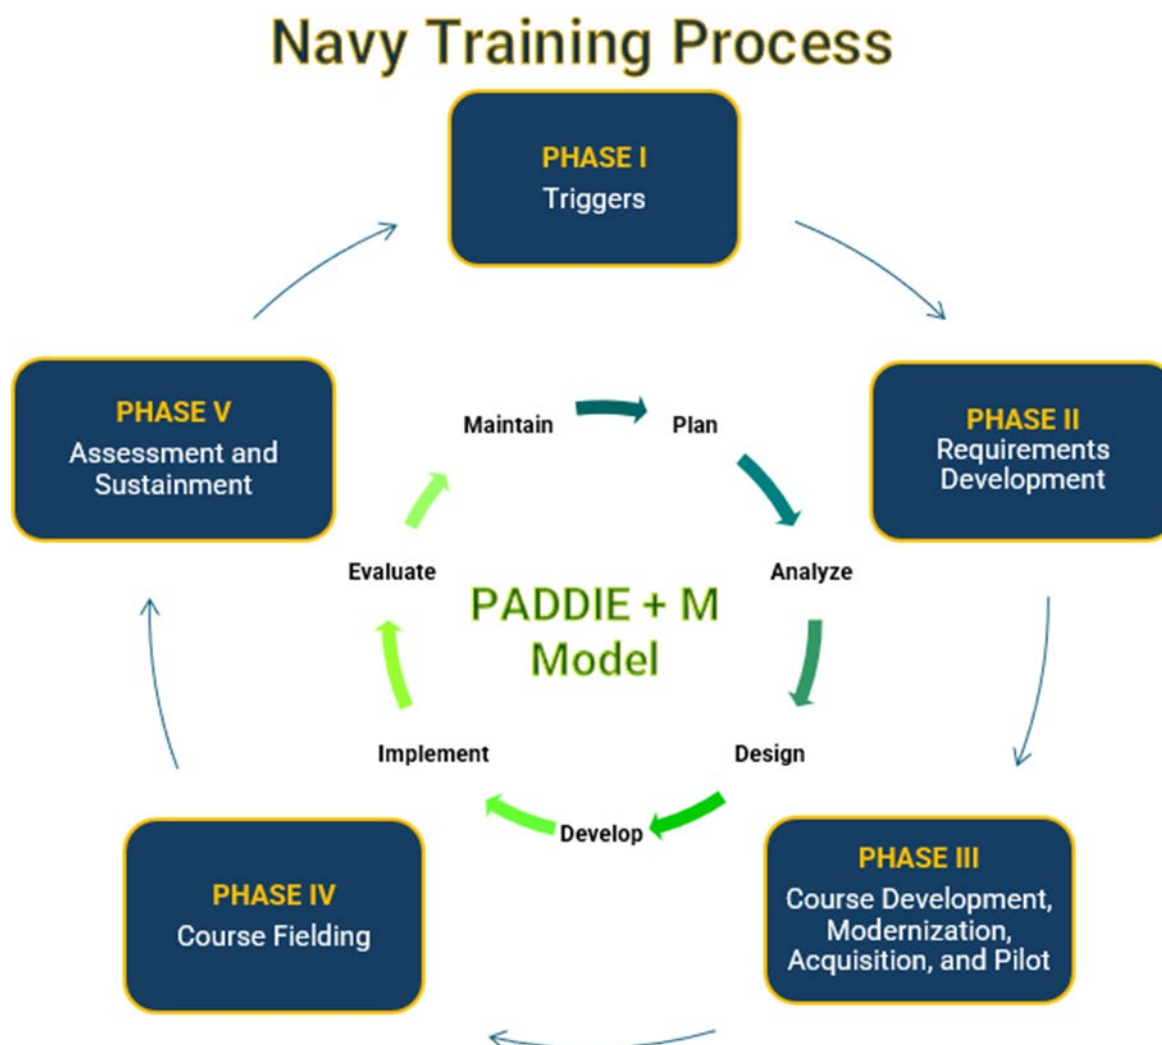 Navy Training Process
PHASE I
Triggers
PHASE II
Requirements
Development
PHASE III
Course Development,
Modernization,
Acquisition, and Pilot
PHASE IV
Course Fielding
PHASE V
Assessment and
Sustainment
PADDIE + M
Model
Plan
Analyze
Design
Develop
Implement
Evaluate
Maintain